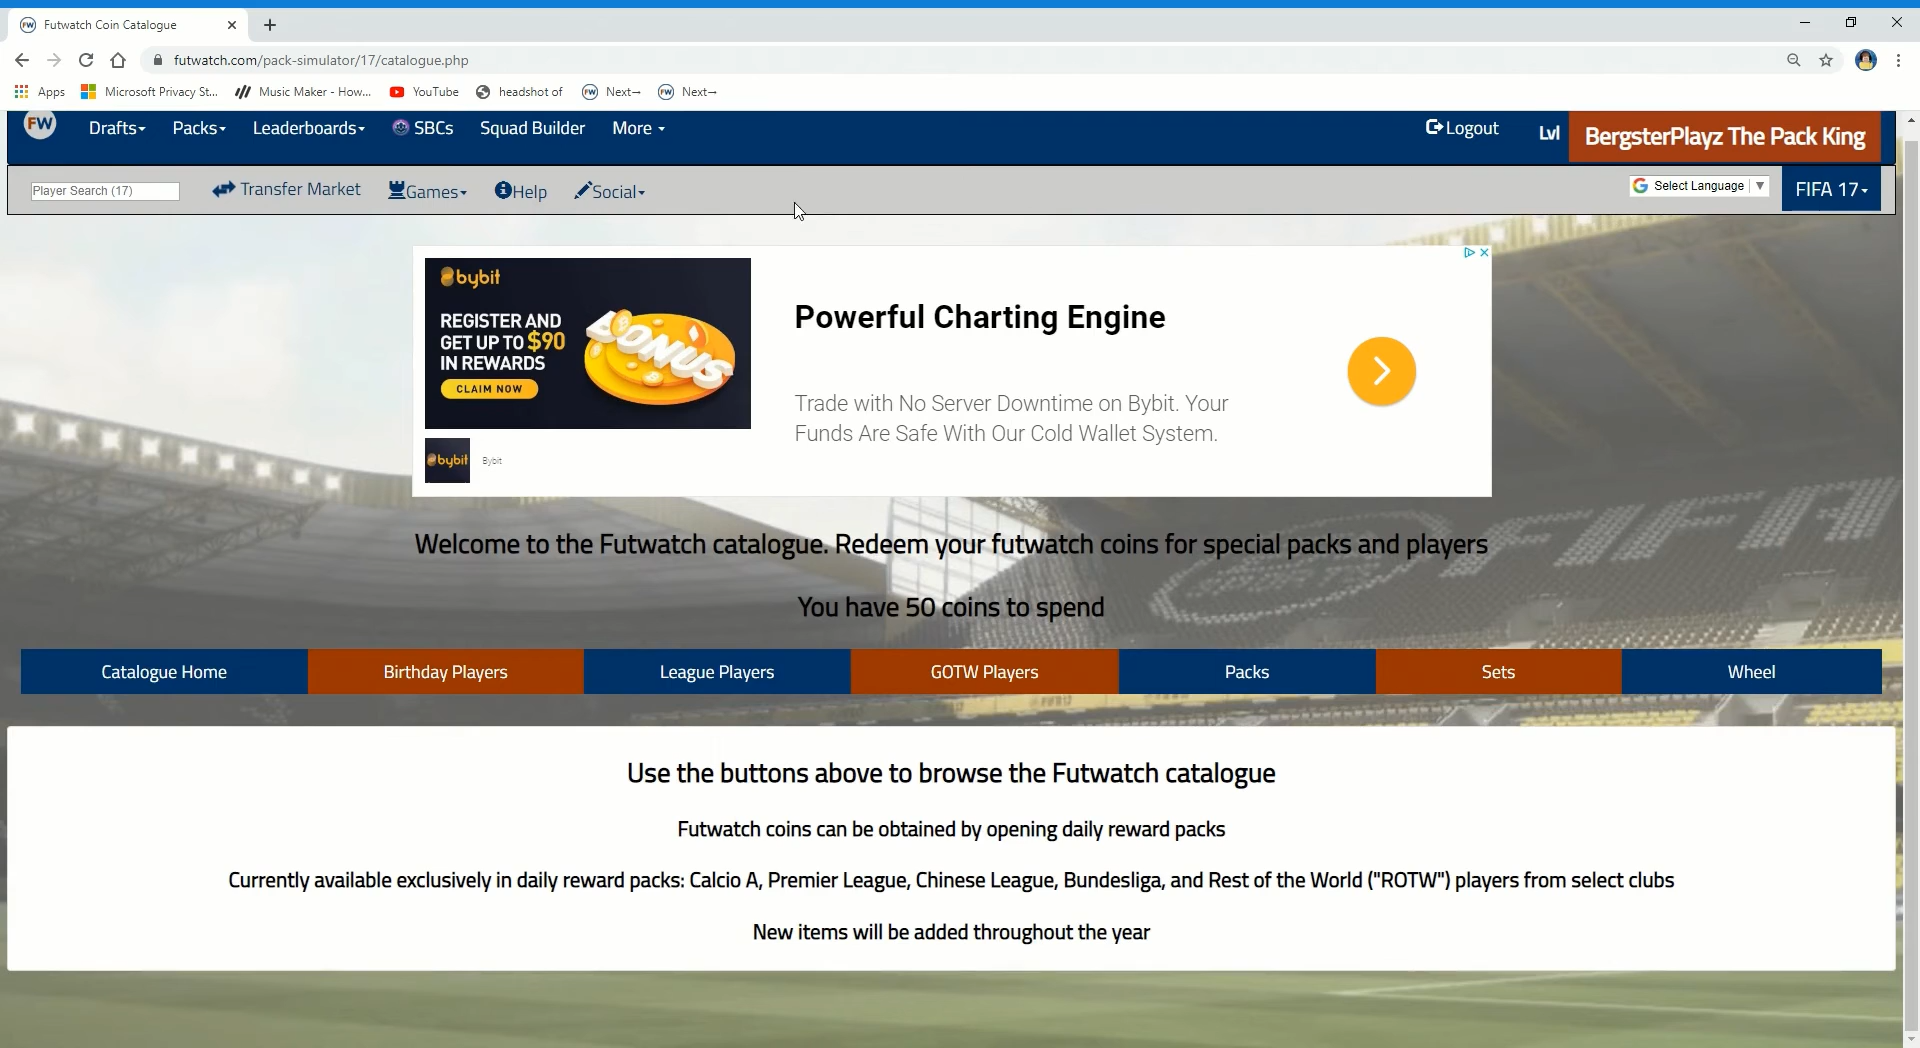 Futwatch Coin Catalogue
futwatch.com/pack-simulator/17/catalogue.php
Apps
Microsoft Privacy St...
Music Maker - How...
YouTube
headshot of
FW Next→
FW Next→
FW
Drafts
Packs
Leaderboards
SBCs
Squad Builder
More
Logout
Lvl
BergsterPlayz The Pack King
Player Search (17)
Transfer Market
Games
Help
Social
Select Language
FIFA 17
bybit
REGISTER AND
GET UP TO $90
IN REWARDS
CLAIM NOW
BONUS
Powerful Charting Engine
Trade with No Server Downtime on Bybit. Your
Funds Are Safe With Our Cold Wallet System.
bybit
Bybit
Welcome to the Futwatch catalogue. Redeem your futwatch coins for special packs and players
FIFA
You have 50 coins to spend
Catalogue Home
Birthday Players
League Players
GOTW Players
Packs
Sets
Wheel
Use the buttons above to browse the Futwatch catalogue
Futwatch coins can be obtained by opening daily reward packs
Currently available exclusively in daily reward packs: Calcio A, Premier League, Chinese League, Bundesliga, and Rest of the World ("ROTW") players from select clubs
New items will be added throughout the year